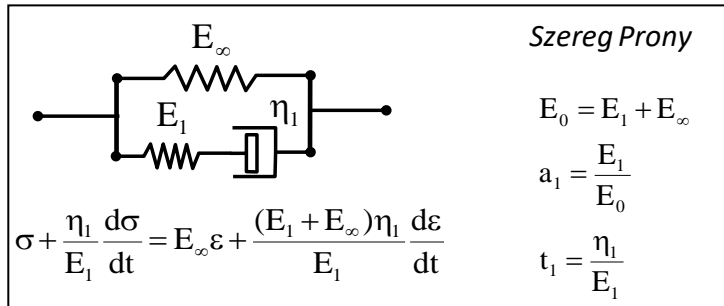 E∞
E₁
η₁
σ + η₁/E₁ dσ/dt = E∞ε + (E₁ + E∞)η₁/E₁ dε/dt
Szereg Prony
E₀ = E₁ + E∞
a₁ = E₁/E₀
t₁ = η₁/E₁